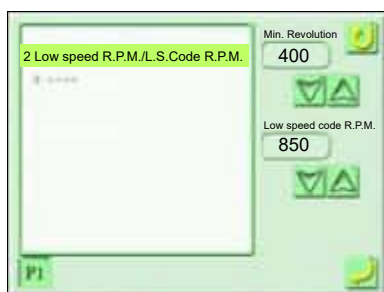 Min. Revolution
2 Low speed R.P.M./L.S.Code R.P.M.
400
Low speed code R.P.M.
850
P1